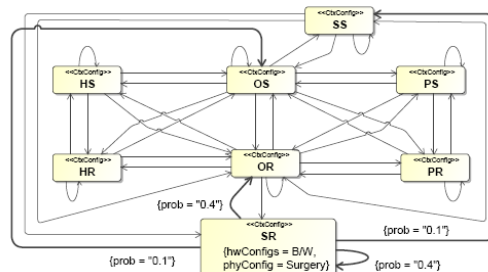 <<CtxConfig>>
SS
<<CtxConfig>>
HS
<<CtxConfig>>
OS
<<CtxConfig>>
PS
<<CtxConfig>>
HR
<<CtxConfig>>
OR
<<CtxConfig>>
PR
{prob = "0.4"}
<<CtxConfig>>
SR
{hwConfigs = B/W,
phyConfig = Surgery}
{prob = "0.1"}
{prob = "0.1"}
{prob = "0.4"}